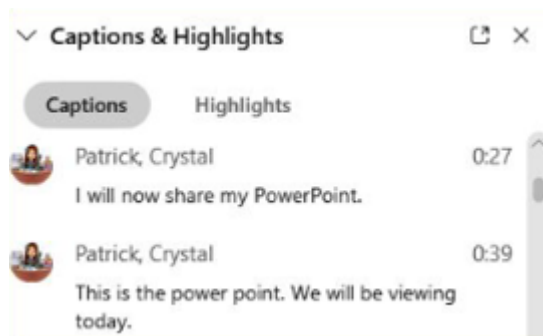 Captions & Highlights
Captions Highlights
Patrick, Crystal 0:27
I will now share my PowerPoint.
Patrick, Crystal 0:39
This is the power point. We will be viewing
today.